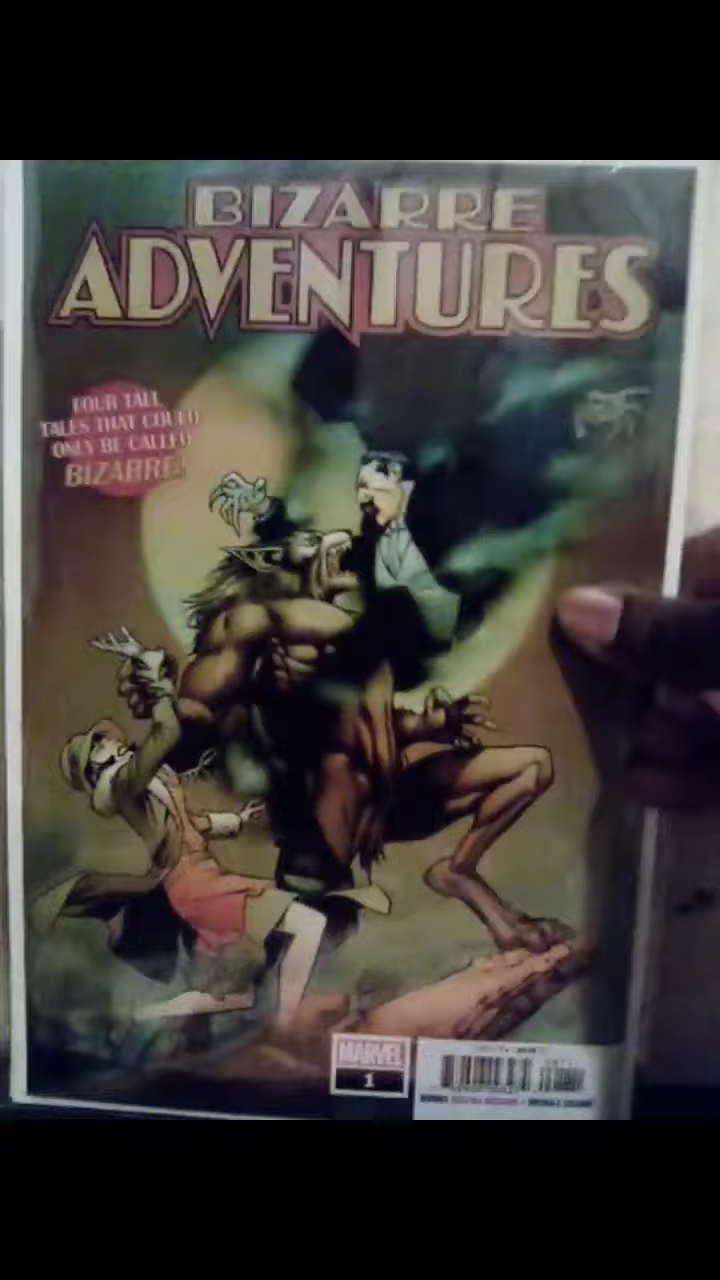 BIZARRE
ADVENTURES
FOUR TALL
TALES THAT COULD
ONLY BE CALLED
BIZARRE!
MARVEL
1